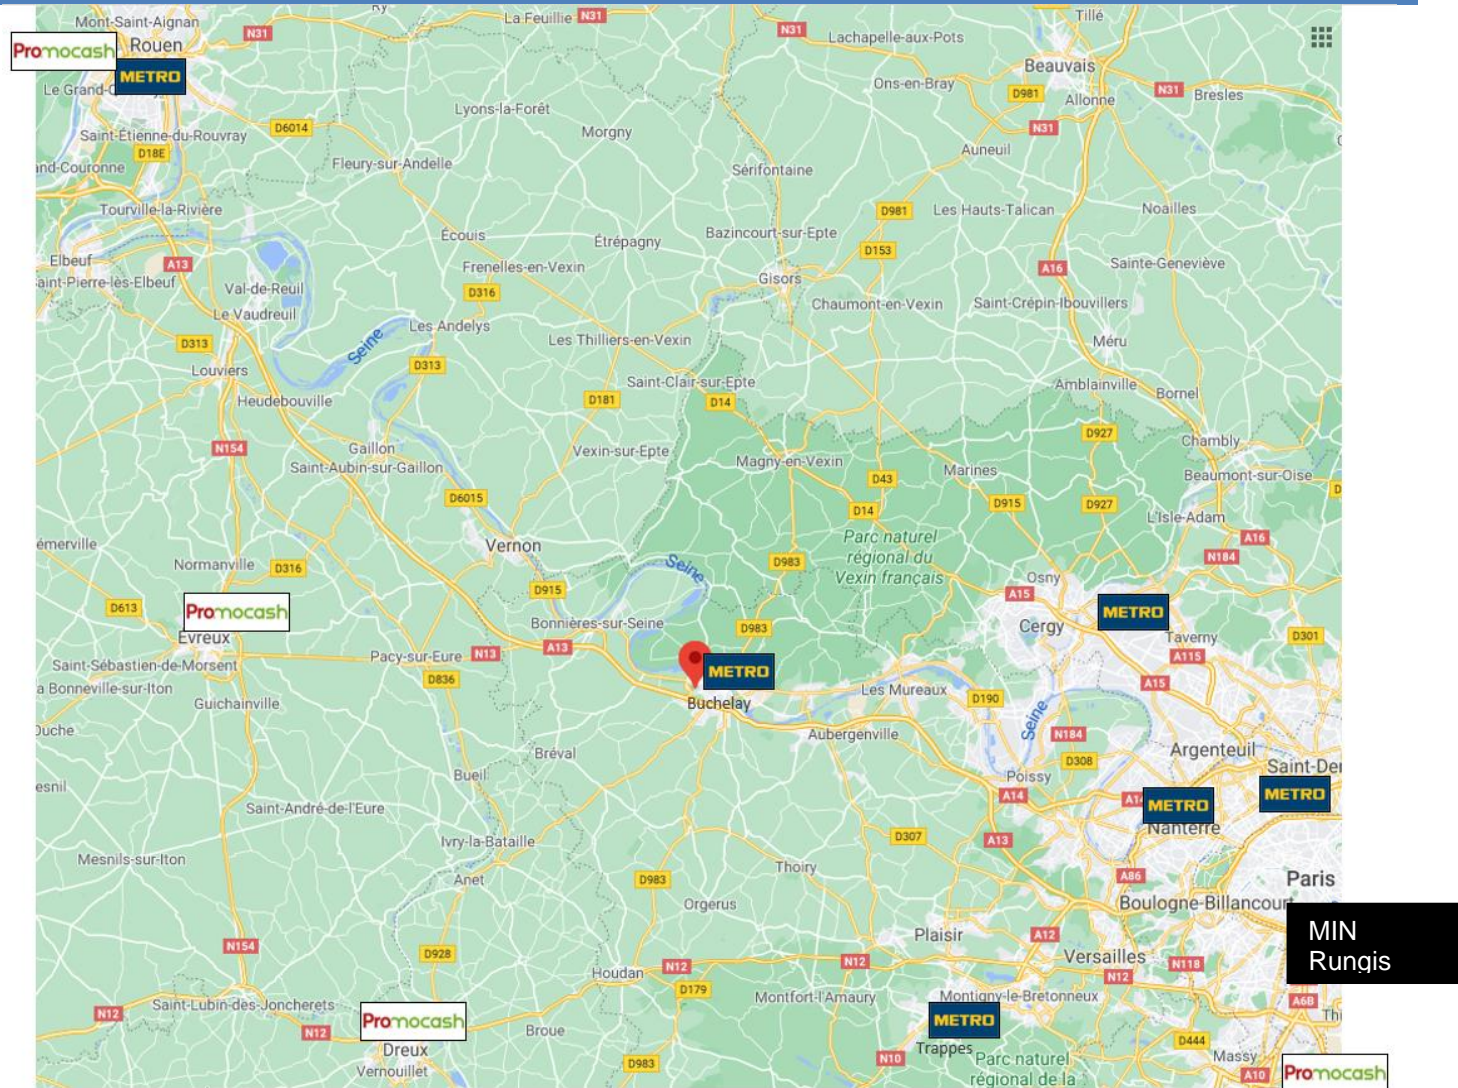 Mont-Saint-Aignan
La Feuillie
N31
Tillé
N31
N31
Lachapelle-aux-Pots
Promocash
Rouen
METRO
Beauvais
Le Grand-
Ons-en-Bray
D981
Allonne
N31
Bresles
Lyons-la-Forêt
Saint-Étienne-du-Rouvray
D6014
Morgny
N31
D18E
Fleury-sur-Andelle
Auneuil
and-Couronne
Sérifontaine
Tourville-la-Rivière
D981
Les Hauts-Talican
Noailles
Écouis
Étrépagny
Bazincourt-sur-Epte
D153
Elbeuf
A13
Frenelles-en-Vexin
A16
Sainte-Geneviève
aint-Pierre-lès-Elbeuf
Val-de-Reuil
D316
Gisors
Chaumont-en-Vexin
Saint-Crépin-Ibouvillers
Le Vaudreuil
Les Andelys
Seine
Les Thilliers-en-Vexin
D313
Méru
Louviers
D313
Saint-Clair-sur-Epte
Amblainville
Bornel
Heudebouville
D181
D14
N154
Gaillon
D927
Chambly
Saint-Aubin-sur-Gaillon
Vexin-sur-Epte
Magny-en-Vexin
Marines
D43
Beaumont-sur-Oise
D6015
D14
D915
D927
D
L'Isle-Adam
Parc naturel
régional du
Vexin français
émerville
Vernon
A16
N184
Normanville
D316
Seine
D983
D915
Osny
A15
D613
Promocash
Évreux
Bonnières-sur-Seine
D983
Cergy
METRO
Taverny
D301
Saint-Sébastien-de-Morsent
Pacy-sur-Eure
N13
A13
METRO
A115
D836
a Bonneville-sur-Iton
Guichainville
Buchelay
Les Mureaux
D190
A15
Ouche
Aubergenville
Seine
N184
Bréval
D308
Argenteuil
Saint-Der
esnil
Bueil
Poissy
METRO
Saint-André-de-l'Eure
A14
A14
METRO
Nanterre
Ivry-la-Bataille
D307
A13
Mesnils-sur-Iton
Anet
D983
Thoiry
A86
Paris
Orgerus
Boulogne-Billancourt
N154
D928
Plaisir
A12
MIN
Rungis
Versailles
Houdan
N12
N12
N12
N118
Saint-Lubin-des-Joncherets
D179
Montfort-l'Amaury
Montigny-le-Bretonneux
A6B
N12
N12
Promocash
Broue
METRO
Thi
Dreux
Trappes
D444
Vernouillet
D983
N10
Parc naturel
régional de la
Massy
A10
Promocash